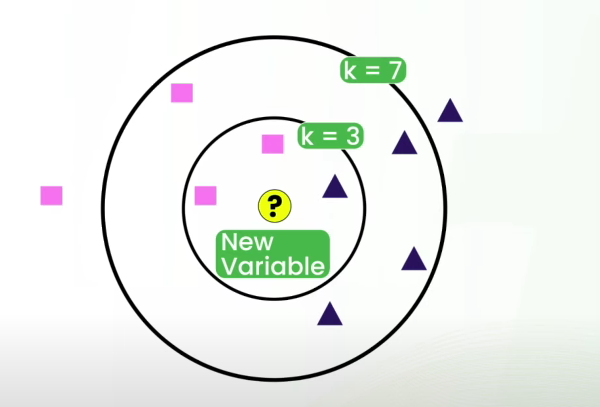 k = 7
k = 3
?
New
Variable